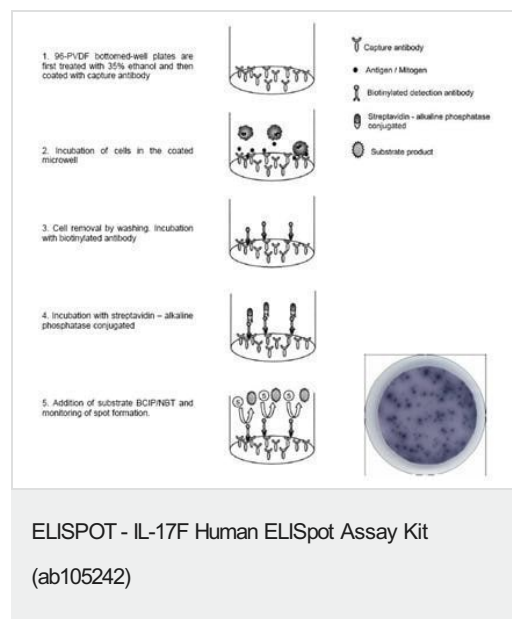 1. 96-PVDF bottomed-well plates are
first treated with 35% ethanol and then
coated with capture antibody
2. Incubation of cells in the coated
microwell
3. Cell removal by washing. Incubation
with biotinylated antibody
4. Incubation with streptavidin – alkaline
phosphatase conjugated
5. Addition of substrate BCIP/NBT and
monitoring of spot formation.
S S S
Capture antibody
Antigen / Mitogen
Biotinylated detection antibody
Streptavidin - alkaline phosphatase
conjugated
Substrate product
ELISPOT - IL-17F Human ELISpot Assay Kit
(ab105242)